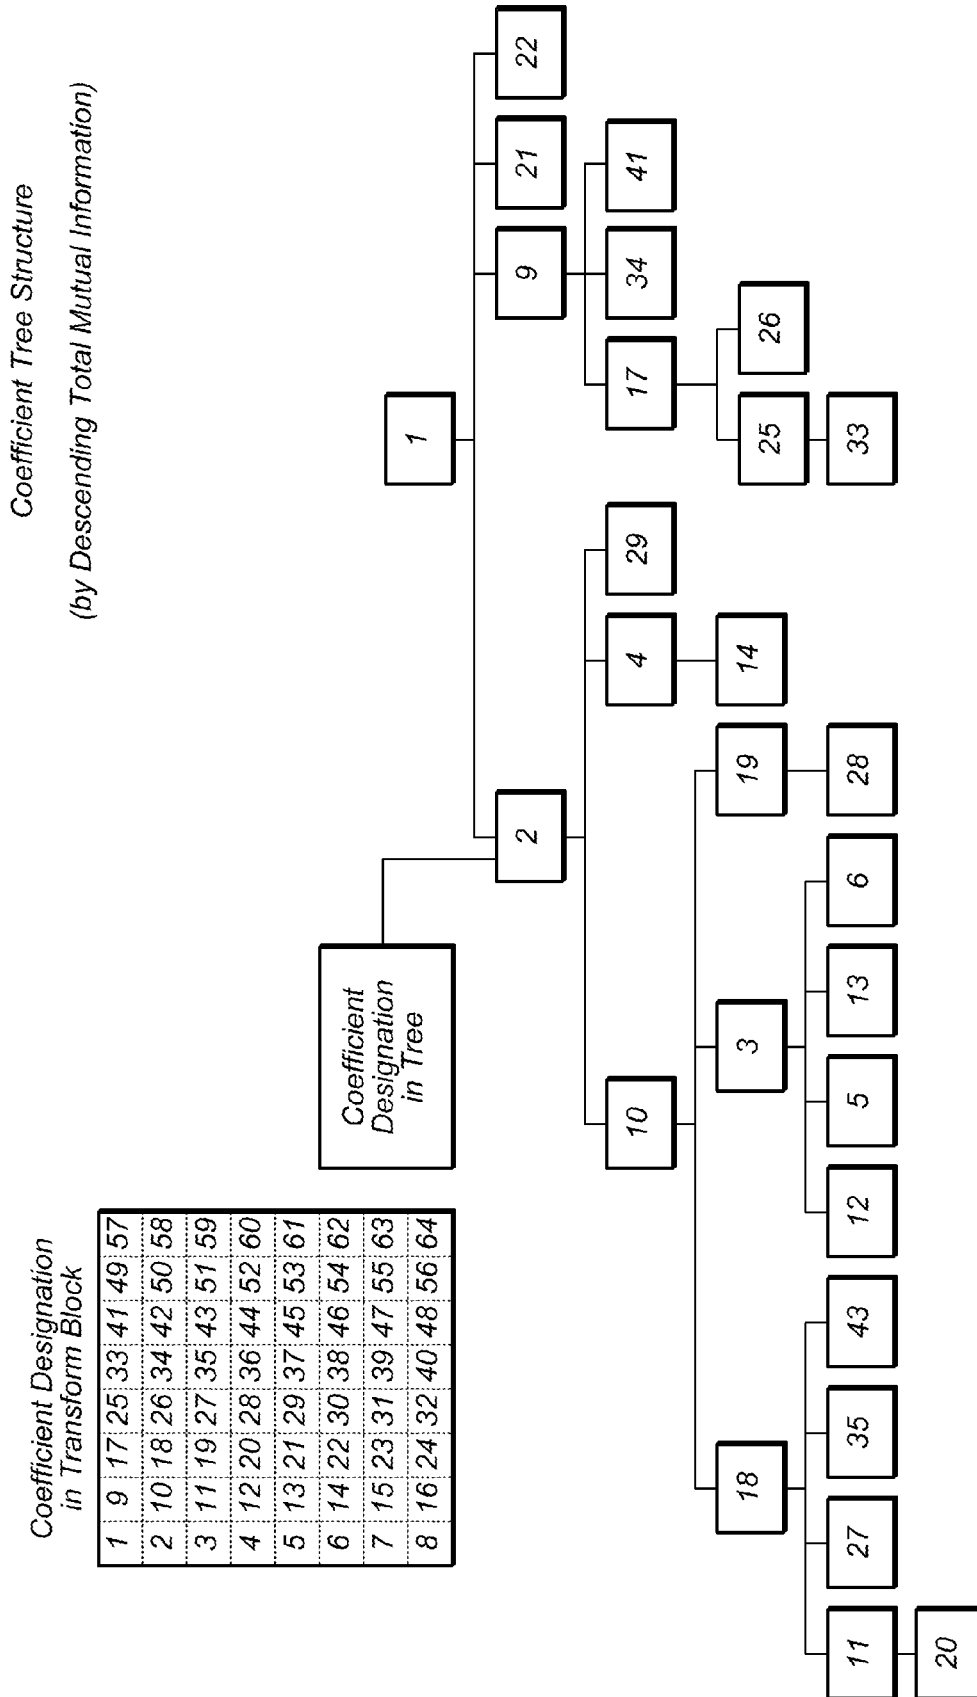 Coefficient Tree Structure
(by Descending Total Mutual Information)
Coefficient Designation
in Transform Block
1 9 17 25 33 41 49 57
2 10 18 26 34 42 50 58
3 11 19 27 35 43 51 59
4 12 20 28 36 44 52 60
5 13 21 29 37 45 53 61
6 14 22 30 38 46 54 62
7 15 23 31 39 47 55 63
8 16 24 32 40 48 56 64
Coefficient
Designation
in Tree
1
2 9 21 22
10 4 29 17 34 41
18 3 19 14 25 26
11 27 35 43 12 5 13 6 28 33
20